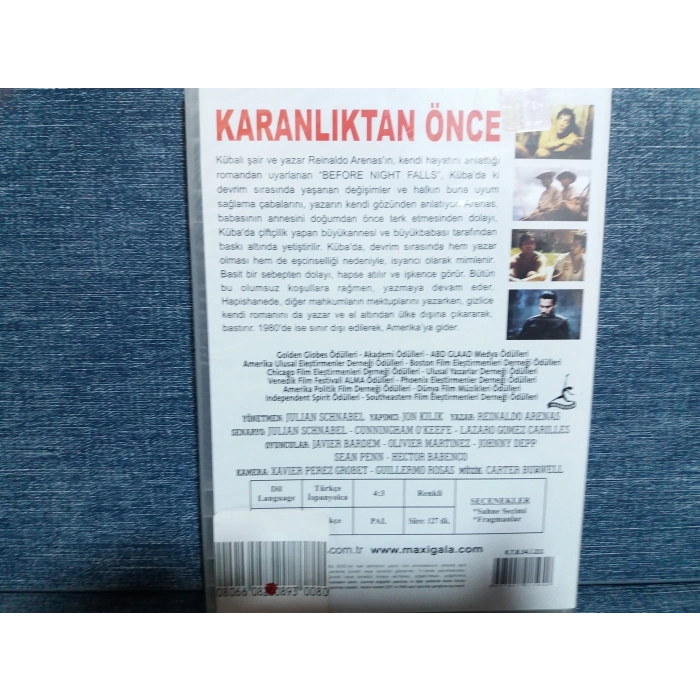 KARANLIKTAN ÖNCE
Kübalı şair ve yazar Reinaldo Arenas'ın, kendi hayatını anlattığı
romandan uyarlanan "BEFORE NIGHT FALLS", Küba'da ki
devrim sırasında yaşanan değişimler ve halkın buna uyum
sağlama çabalarını, yazarın kendi gözünden anlatıyor. Arenas,
babasının annesini doğumdan önce terk etmesinden dolayı,
Küba'da çiftçilik yapan büyükannesi ve büyükbabası tarafından
baskı altında yetiştirilir. Küba'da, devrim sırasında hem yazar
olması hem de eşcinselliği nedeniyle, isyancı olarak mimlenir.
Basit bir sebepten dolayı, hapse atılır ve işkence görür. Bütün
bu olumsuz koşullara rağmen, yazmaya devam eder.
Hapishanede, diğer mahkumların mektuplarını yazarken, gizlice
kendi romanını da yazar ve el altından ülke dışına çıkararak,
bastırır. 1980'de ise sınır dışı edilerek, Amerika'ya gider.
Golden Globes Ödülleri - Akademi Ödülleri - ABD GLAAD Medya Ödülleri
Amerika Ulusal Eleştirmenler Derneği Ödülleri - Boston Film Eleştirmenleri Ödülleri
Chicago Film Eleştirmenleri Derneği Ödülleri - Ulusal Yazarlar Derneği Ödülleri
Venedik Film Festivali ALMA Ödülleri - Phoenix Eleştirmenler Derneği Ödülleri
Amerika Politik Film Derneği Ödülleri - Dünya Film Müzikleri Ödülleri
Independent Spirit Ödülleri - Southeastern Film Eleştirmenleri Derneği Ödülleri
YÖNETMEN: JULIAN SCHNABEL YAPIMCI: JON KILIK YAZAR: REINALDO ARENAS
SENARYO: JULIAN SCHNABEL - CUNNINGHAM O'KEEFE - LAZARO GOMEZ CARILLES
OYUNCULAR: JAVIER BARDEM - OLIVIER MARTINEZ - JOHNNY DEPP
SEAN PENN - HECTOR BABENCO
KAMERA: XAVIER PEREZ GROBET - GUILLERMO ROSAS MÜZİK: CARTER BURWELL
Dil Language
Türkçe İspanyolca
4:3
Renkli
SEÇENEKLER
*Sahne Seçimi
*Fragmanlar
PAL
Süre: 127 dk.
.com.tr www.maxigala.com